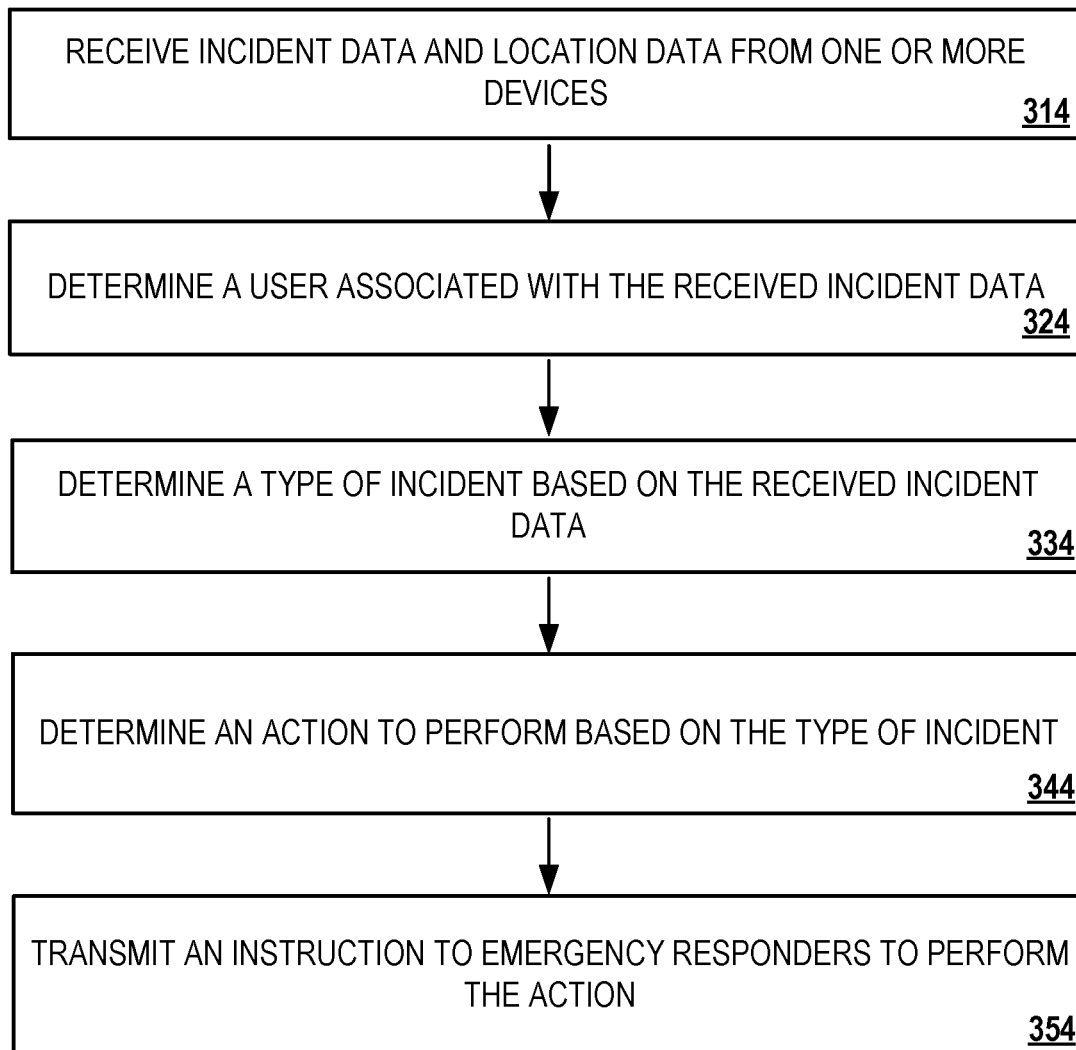 RECEIVE INCIDENT DATA AND LOCATION DATA FROM ONE OR MORE
DEVICES
314
DETERMINE A USER ASSOCIATED WITH THE RECEIVED INCIDENT DATA
324
DETERMINE A TYPE OF INCIDENT BASED ON THE RECEIVED INCIDENT
DATA
334
DETERMINE AN ACTION TO PERFORM BASED ON THE TYPE OF INCIDENT
344
TRANSMIT AN INSTRUCTION TO EMERGENCY RESPONDERS TO PERFORM
THE ACTION
354